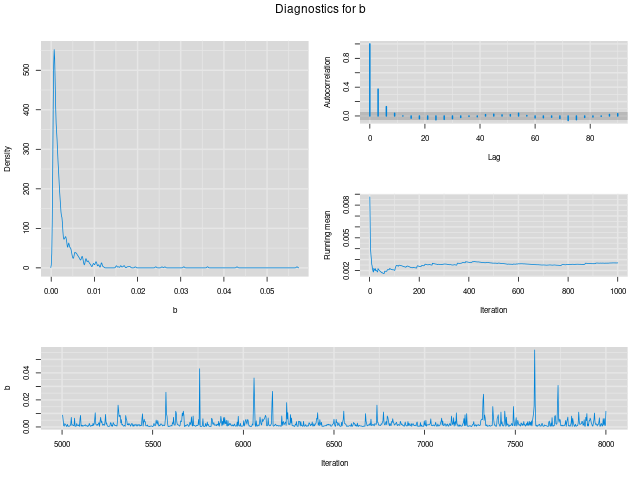 Diagnostics for b
Density
0 100 200 300 400 500
0.00 0.01 0.02 0.03 0.04 0.05
b
Autocorrelation
0.0 0.4 0.8
0 20 40 60 80
Lag
Running mean
0.002 0.005 0.008
0 200 400 600 800 1000
Iteration
b
0.00 0.02 0.04
5000 5500 6000 6500 7000 7500 8000
Iteration